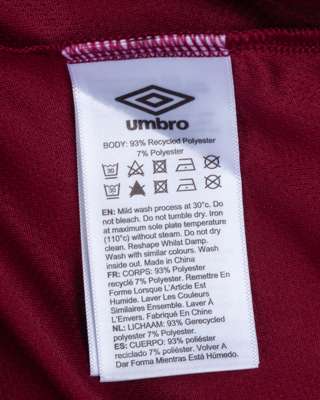 umbro
BODY: 93% Recycled Polyester
7% Polyester
EN: Mild wash process at 30°c. Do
not bleach. Do not tumble dry. Iron
at maximum sole plate temperature
(110°c) without steam. Do not dry
clean. Reshape Whilst Damp.
Wash with similar colours. Wash
inside out. Made in China
FR: CORPS: 93% Polyester
recyclé 7% Polyester. Remettre En
Forme Lorsque L'Article Est
Humide. Laver Les Couleurs
Similaires Ensemble. Laver À
L'Envers. Fabriqué En Chine
NL: LICHAAM: 93% Gerecycled
polyester 7% Polyester
ES: CUERPO: 93% poliéster
reciclado 7% poliéster. Volver A
Dar Forma Mientras Está Húmedo.